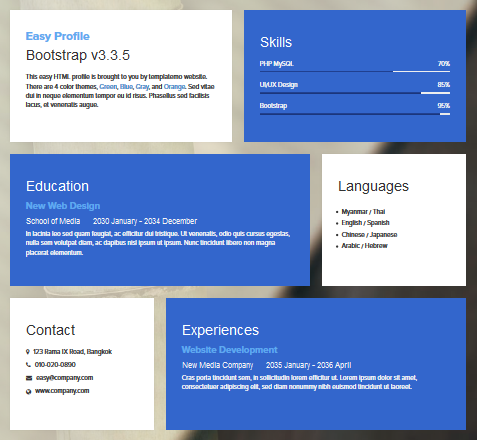 Easy Profile
Bootstrap v3.3.5
This easy HTML profile is brought to you by templatemo website.
There are 4 color themes, Green, Blue, Gray, and Orange. Sed vitae
dui in neque elementum tempor eu id risus. Phasellus sed facilisis
lacus, et venenatis augue.
Skills
PHP MySQL 70%
UI/UX Design 85%
Bootstrap 95%
Education
New Web Design
School of Media 2030 January - 2034 December
In lacinia leo sed quam feugiat, ac efficitur dui tristique. Ut venenatis, odio quis cursus egestas,
nulla sem volutpat diam, ac dapibus nisl ipsum ut ipsum. Nunc tincidunt libero non magna
placerat elementum.
Languages
• Myanmar / Thai
• English / Spanish
• Chinese / Japanese
• Arabic / Hebrew
Contact
123 Rama IX Road, Bangkok
010-020-0890
easy@company.com
www.company.com
Experiences
Website Development
New Media Company 2035 January - 2036 April
Cras porta tincidunt sem, in sollicitudin lorem efficitur ut. Lorem ipsum dolor sit amet,
consectetuer adipiscing elit, sed diam nonummy nibh euismod tincidunt ut laoreet.